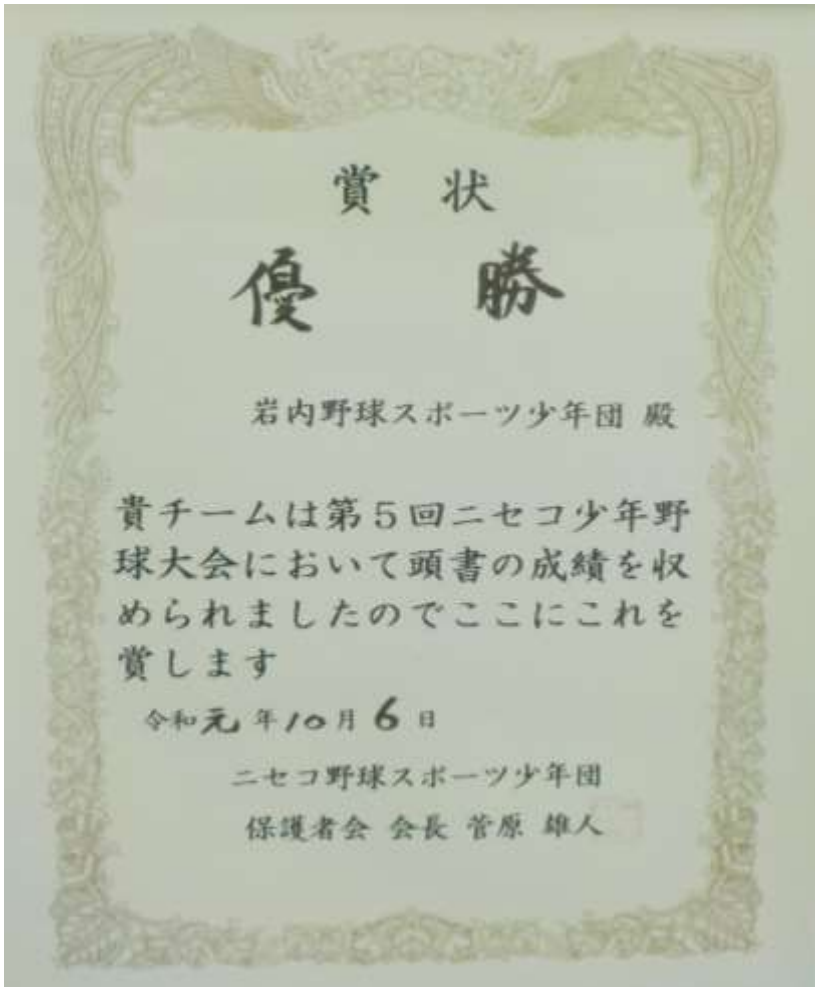 賞状
優勝
岩内野球スポーツ少年団 殿
貴チームは第5回ニセコ少年野
球大会において頭書の成績を収
められましたのでここにこれを
賞します
令和元年10月6日
ニセコ野球スポーツ少年団
保護者会 会長 菅原 雄人